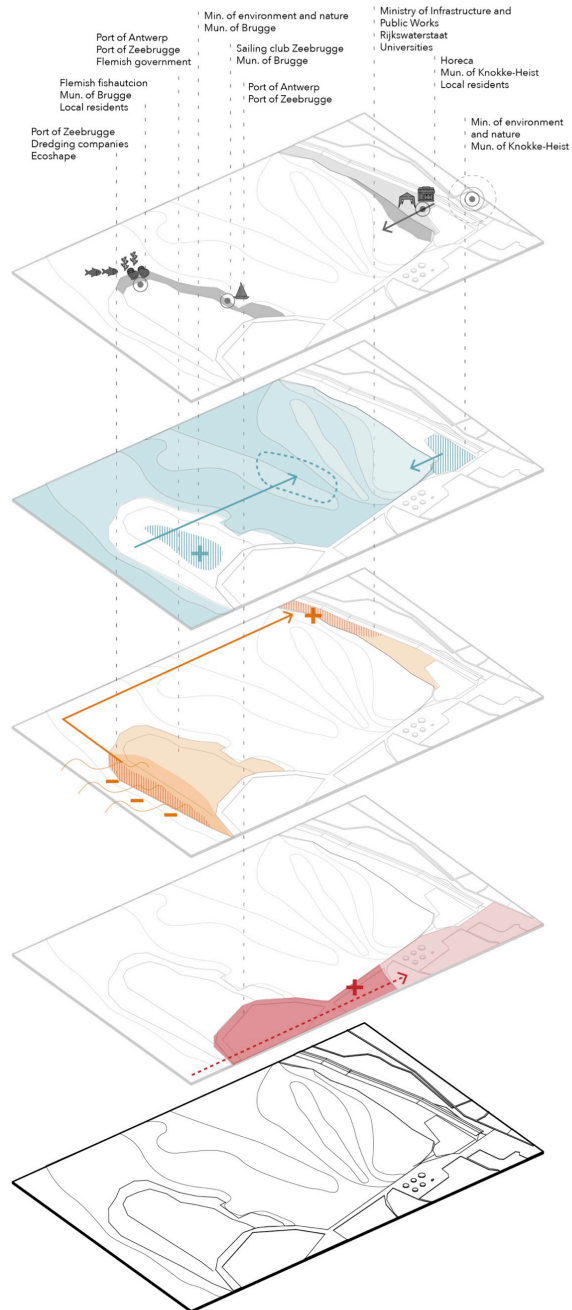 Min. of environment and nature
Mun. of Brugge
Ministry of Infrastructure and
Public Works
Rijkswaterstaat
Universities
Port of Antwerp
Port of Zeebrugge
Flemish government
Sailing club Zeebrugge
Mun. of Brugge
Horeca
Mun. of Knokke-Heist
Local residents
Flemish fishautcion
Mun. of Brugge
Local residents
Port of Antwerp
Port of Zeebrugge
Min. of environment
and nature
Mun. of Knokke-Heist
Port of Zeebrugge
Dredging companies
Ecoshape